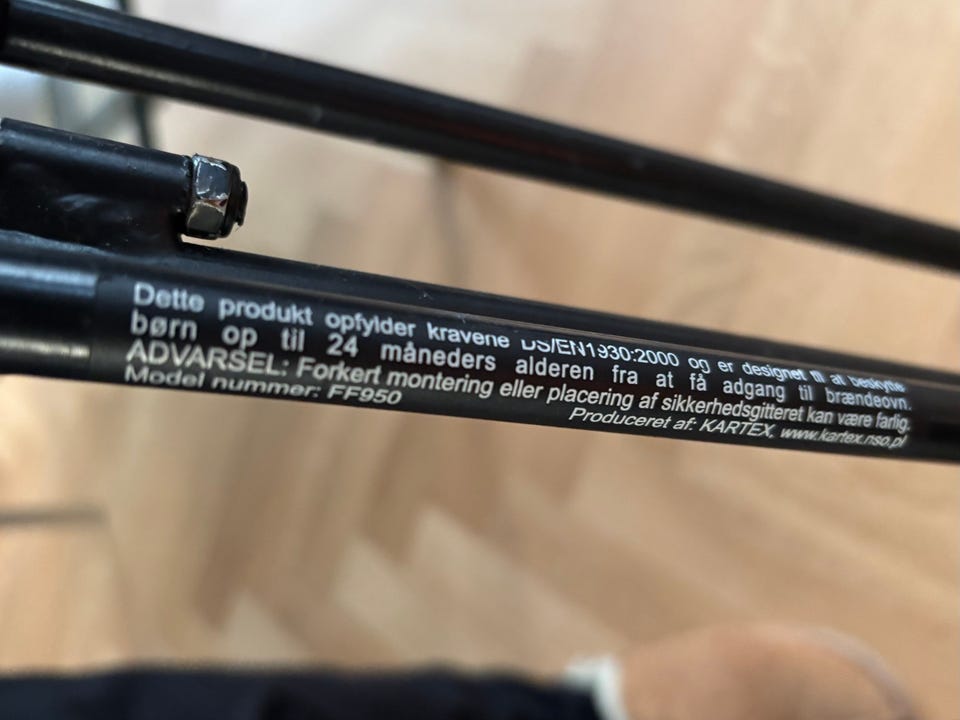 Dette produkt opfylder kravene DS/EN1930:2000 og er designet til at beskytte
børn op til 24 måneders alderen fra at få adgang til brændeovn.
ADVARSEL: Forkert montering eller placering af sikkerhedsgitteret kan være farlig.
Model nummer: FF950
Produceret af: KARTEX, www.kartex.nso.pl